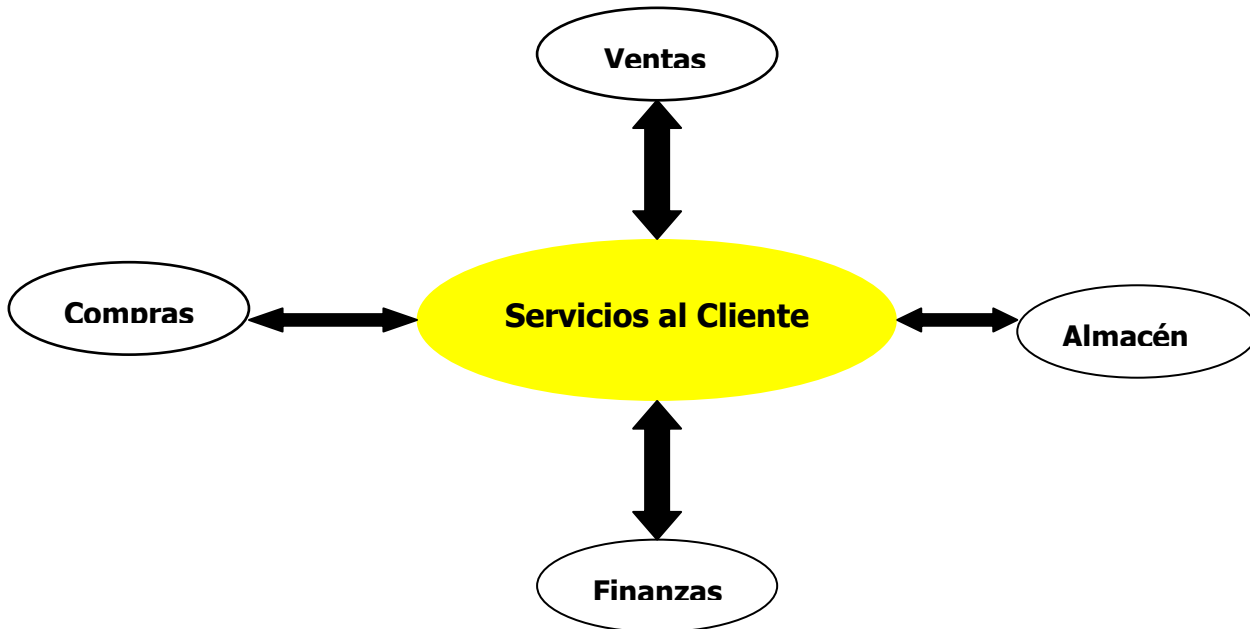 Ventas
Compras
Servicios al Cliente
Almacén
Finanzas